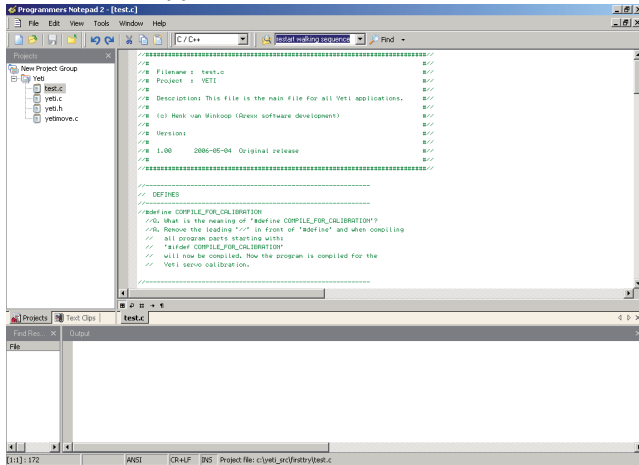 Programmers Notepad 2 - [test.c]
File Edit View Tools Window Help
C / C++ restart walking sequence Find
Projects
New Project Group
Yeti
test.c
yeti.c
yeti.h
yetimove.c
//########################################################################//
//# #//
//# Filename : test.c #//
//# Project : YETI #//
//# #//
//# Description: This file is the main file for all Yeti applications. #//
//# #//
//# (c) Henk van Winkoop (Arexx software development) #//
//# #//
//# Version: #//
//# #//
//# 1.00 2006-05-04 Original release #//
//# #//
//########################################################################//
//----------------------------------------------------------
// DEFINES
//----------------------------------------------------------
//#define COMPILE_FOR_CALIBRATION
//Q. What is the meaning of "#define COMPILE_FOR_CALIBRATION"?
//A. Remove the leading "//" in front of "#define" and when compiling
// all program parts starting with:
// "#ifdef COMPILE_FOR_CALIBRATION"
// will now be compiled. Now the program is compiled for the
// Yeti servo calibration.
//----------------------------------------------------------
Projects Text Clips test.c
Find Res... Output
File
[1:1] : 172 ANSI CR+LF INS Project file: c:\yeti_src\firsttry\test.c